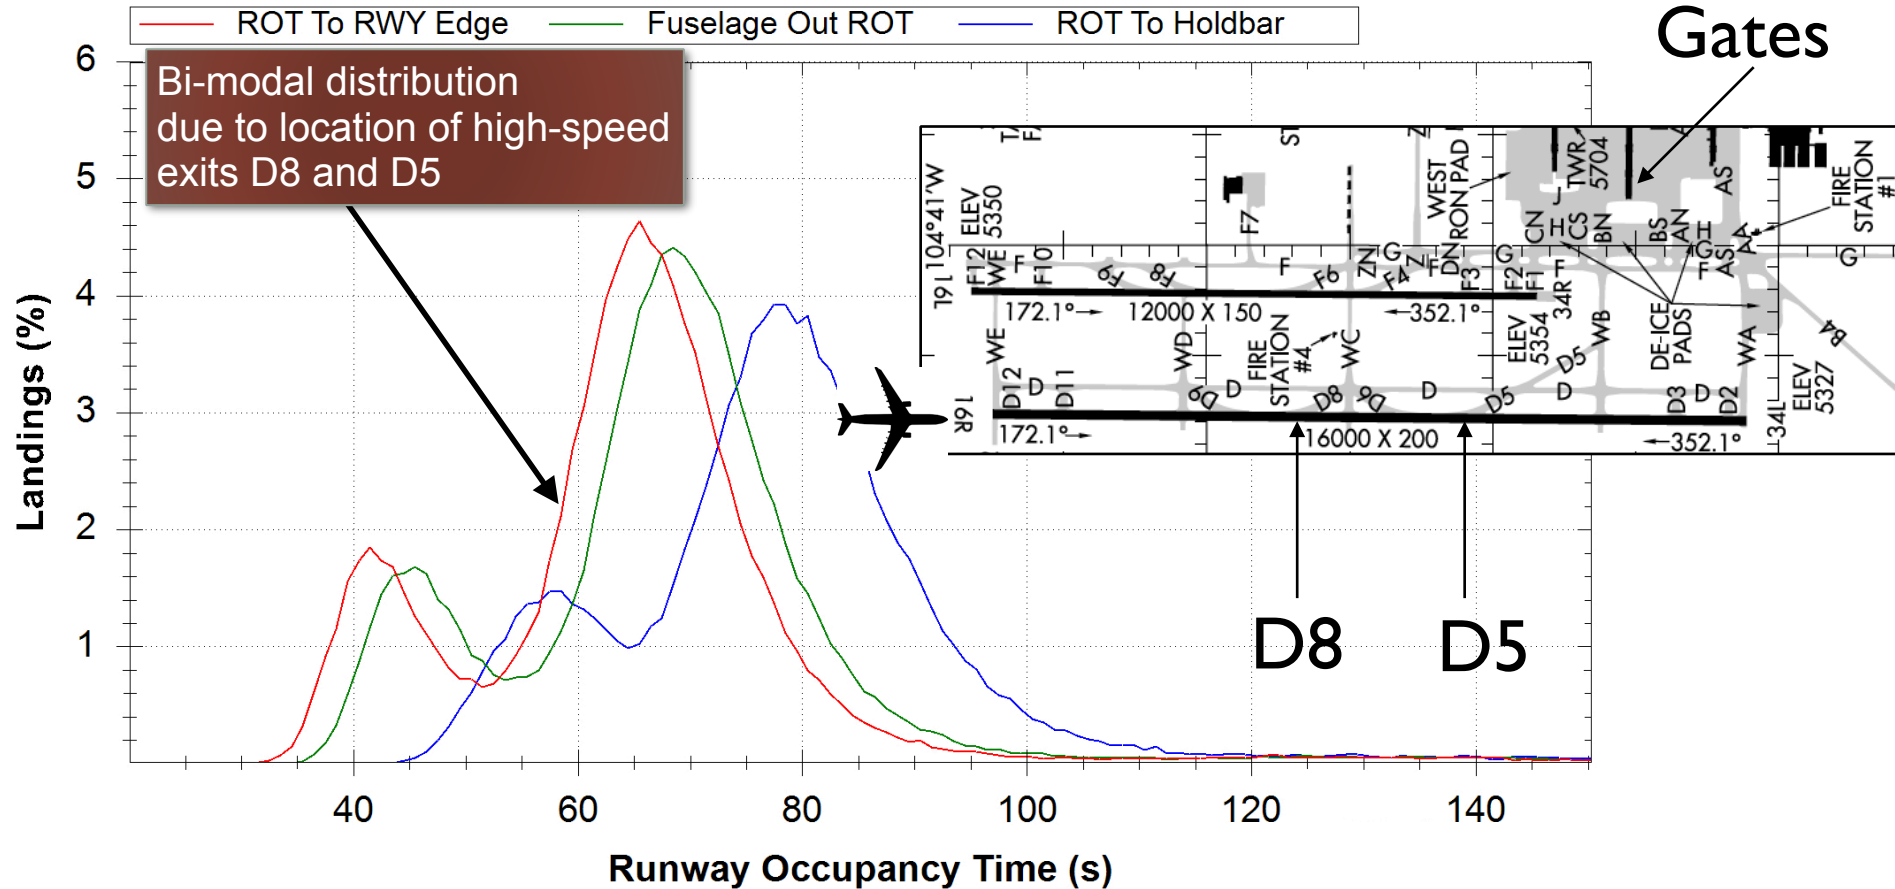 ROT To RWY Edge
Fuselage Out ROT
ROT To Holdbar
Gates
Bi-modal distribution
due to location of high-speed
exits D8 and D5
Landings (%)
6
5
4
3
2
1
40
60
80
100
120
140
Runway Occupancy Time (s)
104°41'W
ELEV
5350
F7
ST
WEST
RON PAD
TWR
5704
J
AS
FIRE
STATION
#1
CN
H
CS
BN
BS
AN
H
G
F
AS
AA
G
16L
F12
WE
F
F10
F9
F8
F
F6
ZN
G
F4
F
DN
F3
G
F2
F1
F
34R
172.1°
12000 X 150
352.1°
ELEV
5354
WE
WD
FIRE
STATION
#4
WC
D5
WB
DE-ICE
PADS
WA
B4
ELEV
5327
16R
D12
D
D11
D9
D
D8
D6
D
D5
D
D3
D
D2
34L
172.1°
16000 X 200
352.1°
D8
D5